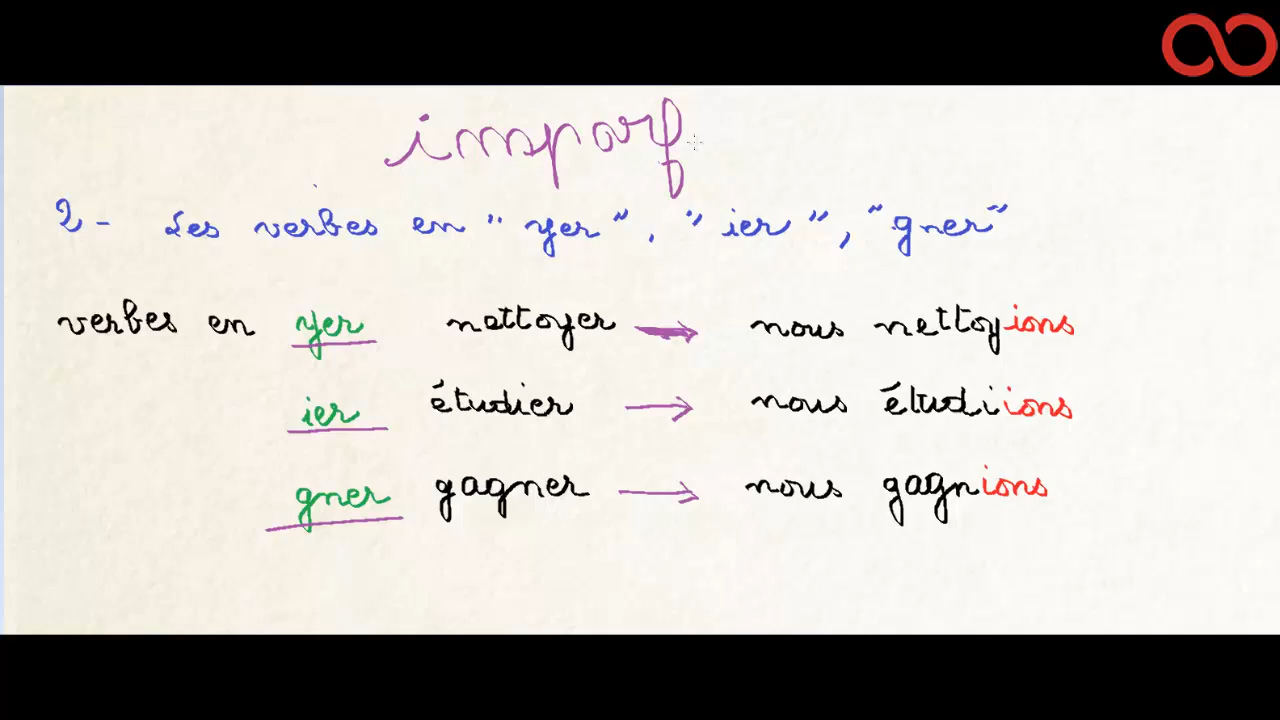 imparf
2- Les verbes en "yer", "ier", "gner"
verbes en yer nettoyer → nous nettoyions
ier étudier → nous étudiions
gner gagner → nous gagnions